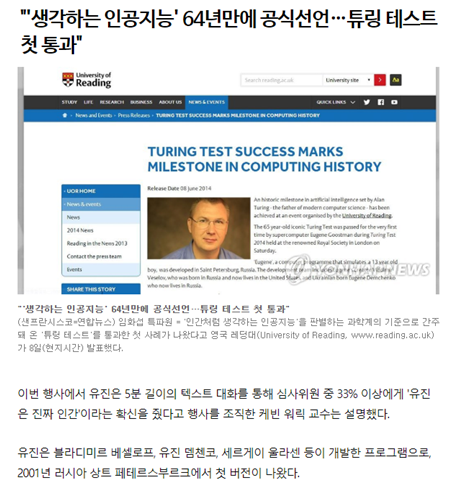 "'생각하는 인공지능' 64년만에 공식선언…튜링 테스트
첫 통과"
University of
Reading
Search reading.ac.uk
University site
Aa
STUDY LIFE RESEARCH BUSINESS ABOUT US NEWS & EVENTS QUICK LINKS
News and Events Press Releases TURING TEST SUCCESS MARKS MILESTONE IN COMPUTING HISTORY
TURING TEST SUCCESS MARKS
MILESTONE IN COMPUTING HISTORY
UOR HOME
News & events
News
2014 News
Reading in the News 2013
Contact the press team
Events
SHARE THIS STORY
Release Date 08 June 2014
An historic milestone in artificial intelligence set by Alan
Turing - the father of modern computer science - has been
achieved at an event organised by the University of Reading.
The 65 year-old iconic Turing Test was passed for the very first
time by supercomputer Eugene Goostman during Turing Test
2014 held at the renowned Royal Society in London on
Saturday.
'Eugene', a computer programme that simulates a 13 year old
boy, was developed in Saint Petersburg, Russia. The development
Veselov, who was born in Russia and now lives in the United States, and Ukrainian born Eugene Demchenko
who now lives in Russia.
YONHAP NEWS
"'생각하는 인공지능' 64년만에 공식선언…튜링 테스트 첫 통과"
(샌프란시스코=연합뉴스) 임화섭 특파원 = '인간처럼 생각하는 인공지능'을 판별하는 과학계의 기준으로 간주
돼 온 '튜링 테스트'를 통과한 첫 사례가 나왔다고 영국 레딩대(University of Reading, www.reading.ac.uk)
가 8일(현지시간) 발표했다.
이번 행사에서 유진은 5분 길이의 텍스트 대화를 통해 심사위원 중 33% 이상에게 '유진
은 진짜 인간'이라는 확신을 줬다고 행사를 조직한 케빈 워릭 교수는 설명했다.
유진은 블라디미르 베셀로프, 유진 뎀첸코, 세르게이 울라센 등이 개발한 프로그램으로,
2001년 러시아 상트 페테르스부르크에서 첫 버전이 나왔다.